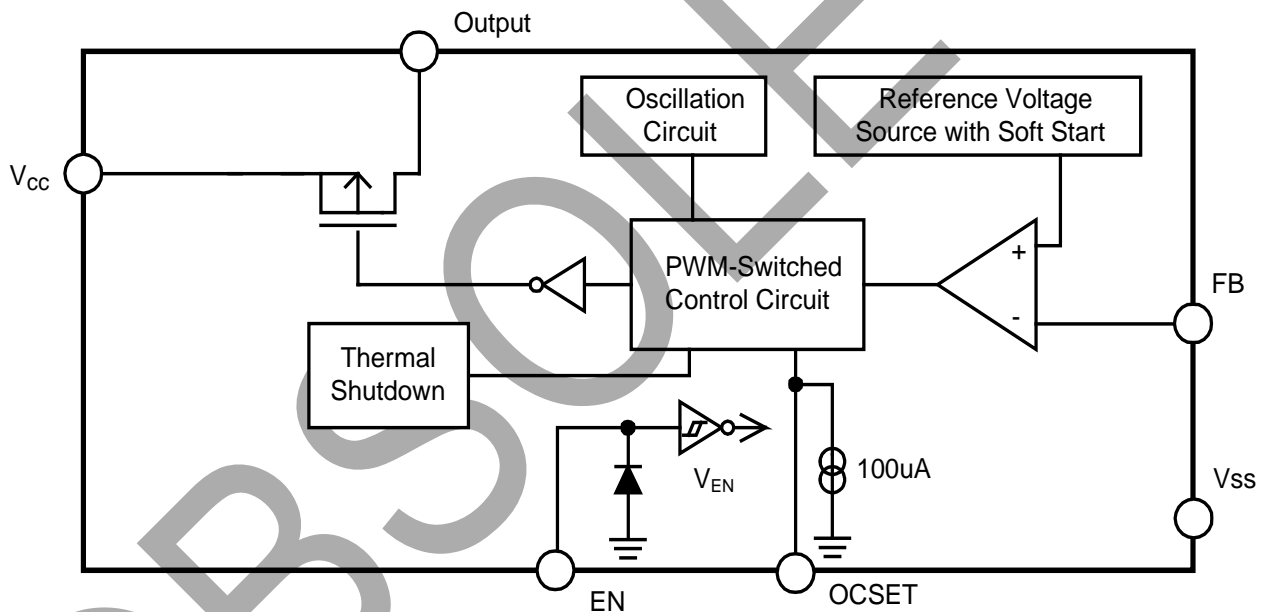 Output
Oscillation
Circuit
Reference Voltage
Source with Soft Start
VCC
+
PWM-Switched
Control Circuit
-
FB
Thermal
Shutdown
VEN
100uA
Vss
EN
OCSET
OBSOLETE